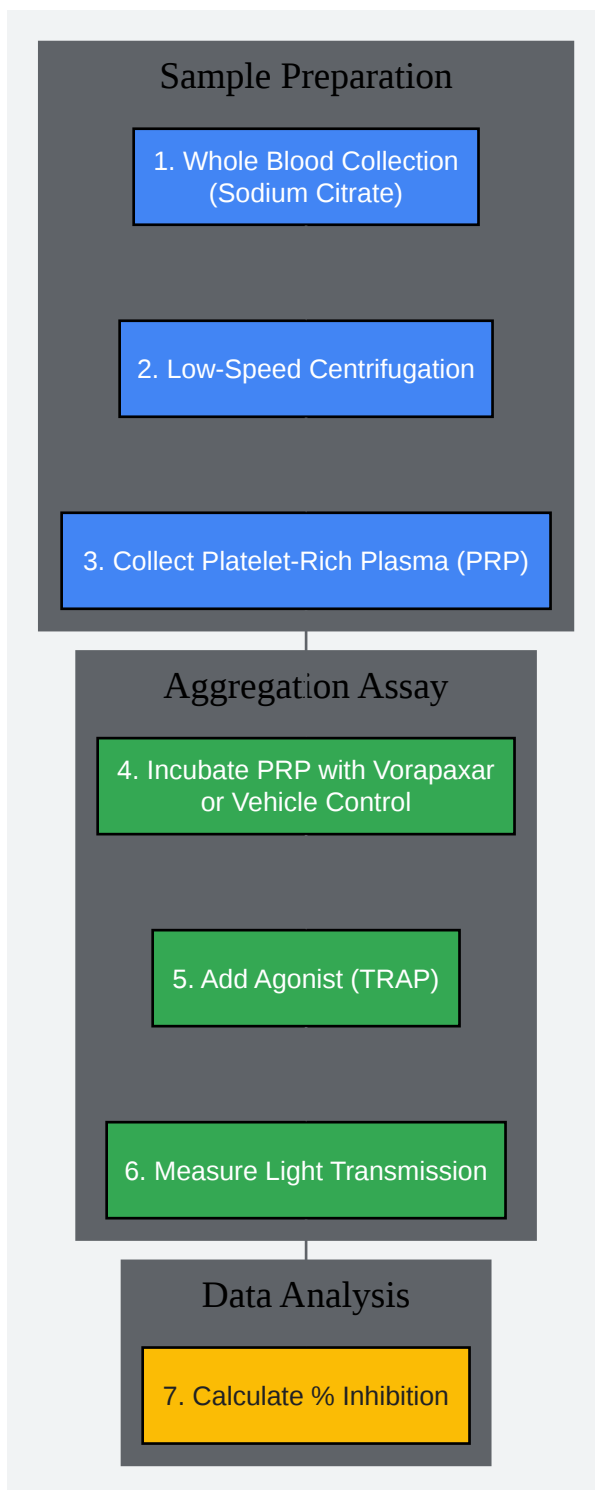 Sample Preparation
1. Whole Blood Collection
(Sodium Citrate)
2. Low-Speed Centrifugation
3. Collect Platelet-Rich Plasma (PRP)
Aggregation Assay
4. Incubate PRP with Vorapaxar
or Vehicle Control
5. Add Agonist (TRAP)
6. Measure Light Transmission
Data Analysis
7. Calculate % Inhibition